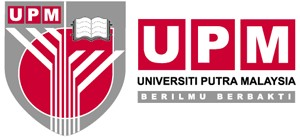 UPM
UPM
UNIVERSITI PUTRA MALAYSIA
BERILMU BERBAKTI